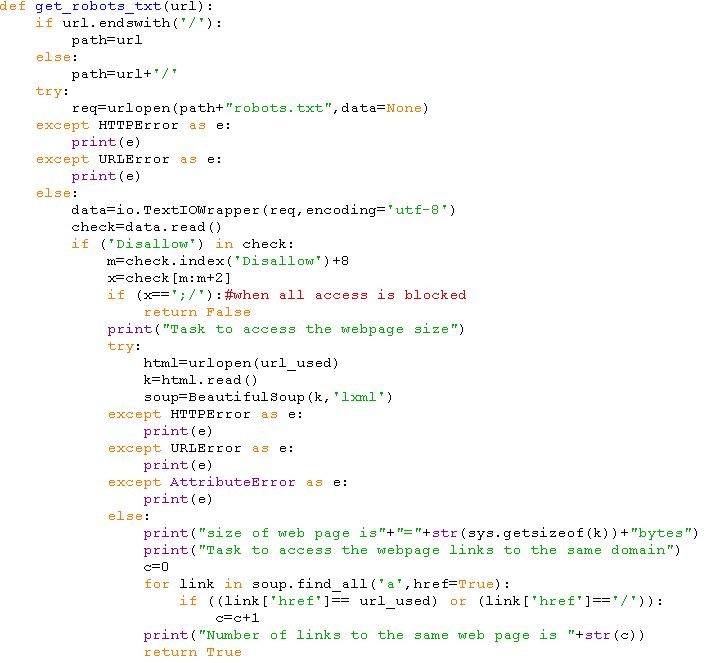 def get_robots_txt(url):
    if url.endswith('/'):
        path=url
    else:
        path=url+'/'
    try:
        req=urlopen(path+"robots.txt",data=None)
    except HTTPError as e:
        print(e)
    except URLError as e:
        print(e)
    else:
        data=io.TextIOWrapper(req,encoding='utf-8')
        check=data.read()
        if ('Disallow') in check:
            m=check.index('Disallow')+8
            x=check[m:m+2]
            if (x==';/'):#when all access is blocked
                return False
            print("Task to access the webpage size")
            try:
                html=urlopen(url_used)
                k=html.read()
                soup=BeautifulSoup(k,'lxml')
            except HTTPError as e:
                print(e)
            except URLError as e:
                print(e)
            except AttributeError as e:
                print(e)
            else:
                print("size of web page is"+"="+str(sys.getsizeof(k))+"bytes")
                print("Task to access the webpage links to the same domain")
                c=0
                for link in soup.find_all('a',href=True):
                    if ((link['href']== url_used) or (link['href']=='/')):
                        c=c+1
                print("Number of links to the same web page is "+str(c))
                return True